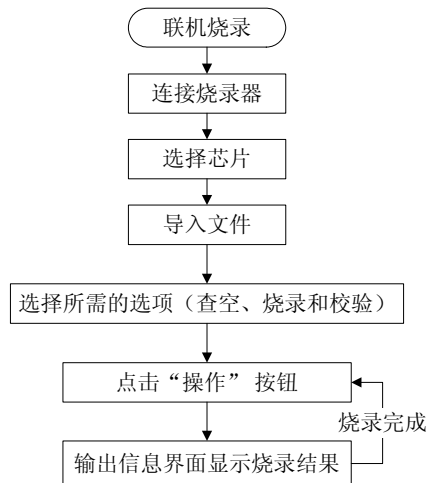 联机烧录
连接烧录器
选择芯片
导入文件
选择所需的选项（查空、烧录和校验）
点击“操作” 按钮
烧录完成
输出信息界面显示烧录结果